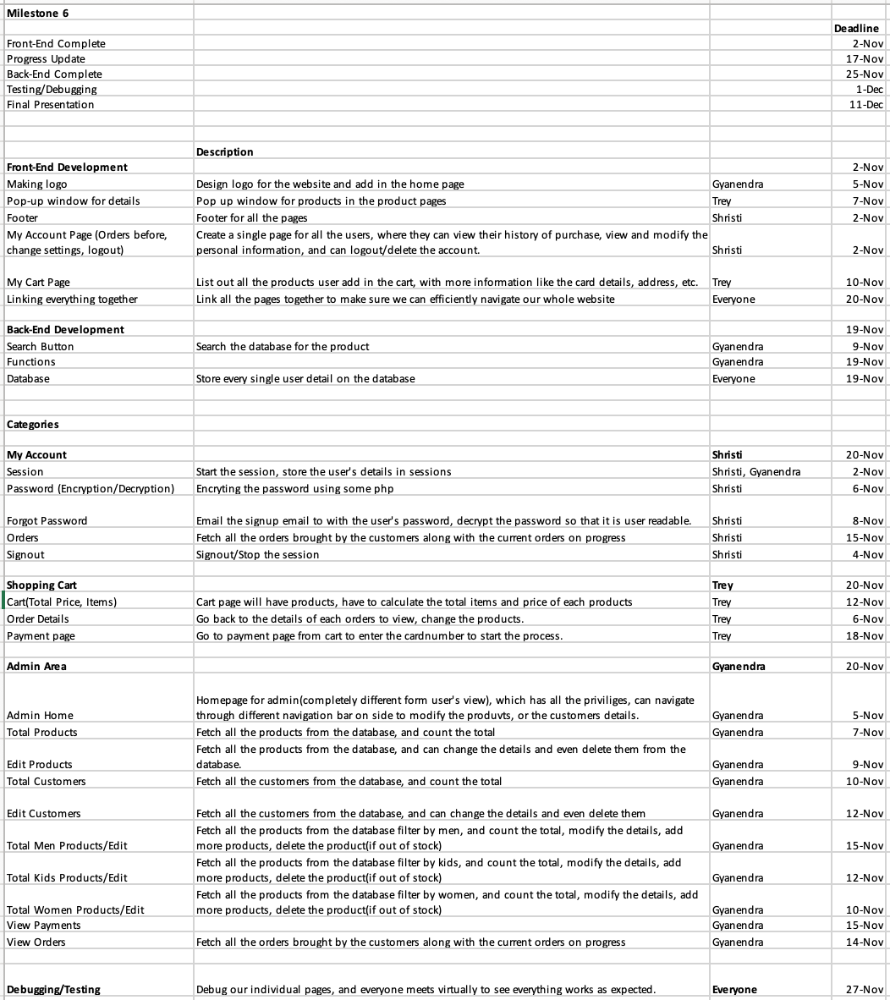 Milestone 6
Deadline
Front-End Complete 2-Nov
Progress Update 17-Nov
Back-End Complete 25-Nov
Testing/Debugging 1-Dec
Final Presentation 11-Dec
Description
Front-End Development 2-Nov
Making logo Design logo for the website and add in the home page Gyanendra 5-Nov
Pop-up window for details Pop up window for products in the product pages Trey 7-Nov
Footer Footer for all the pages Shristi 2-Nov
My Account Page (Orders before, Create a single page for all the users, where they can view their history of purchase, view and modify the
change settings, logout) personal information, and can logout/delete the account. Shristi 2-Nov
My Cart Page List out all the products user add in the cart, with more information like the card details, address, etc. Trey 10-Nov
Linking everything together Link all the pages together to make sure we can efficiently navigate our whole website Everyone 20-Nov
Back-End Development 19-Nov
Search Button Search the database for the product Gyanendra 9-Nov
Functions Gyanendra 19-Nov
Database Store every single user detail on the database Everyone 19-Nov
Categories
My Account Shristi 20-Nov
Session Start the session, store the user's details in sessions Shristi, Gyanendra 2-Nov
Password (Encryption/Decryption) Encryting the password using some php Shristi 6-Nov
Forgot Password Email the signup email to with the user's password, decrypt the password so that it is user readable. Shristi 8-Nov
Orders Fetch all the orders brought by the customers along with the current orders on progress Shristi 15-Nov
Signout Signout/Stop the session Shristi 4-Nov
Shopping Cart Trey 20-Nov
Cart(Total Price, Items) Cart page will have products, have to calculate the total items and price of each products Trey 12-Nov
Order Details Go back to the details of each orders to view, change the products. Trey 6-Nov
Payment page Go to payment page from cart to enter the cardnumber to start the process. Trey 18-Nov
Admin Area Gyanendra 20-Nov
Homepage for admin(completely different form user's view), which has all the priviliges, can navigate
Admin Home through different navigation bar on side to modify the produvts, or the customers details. Gyanendra 5-Nov
Total Products Fetch all the products from the database, and count the total Gyanendra 7-Nov
Fetch all the products from the database, and can change the details and even delete them from the
Edit Products database. Gyanendra 9-Nov
Total Customers Fetch all the customers from the database, and count the total Gyanendra 10-Nov
Edit Customers Fetch all the customers from the database, and can change the details and even delete them Gyanendra 12-Nov
Fetch all the products from the database filter by men, and count the total, modify the details, add
Total Men Products/Edit more products, delete the product(if out of stock) Gyanendra 15-Nov
Fetch all the products from the database filter by kids, and count the total, modify the details, add
Total Kids Products/Edit more products, delete the product(if out of stock) Gyanendra 12-Nov
Fetch all the products from the database filter by women, and count the total, modify the details, add
Total Women Products/Edit more products, delete the product(if out of stock) Gyanendra 10-Nov
View Payments Gyanendra 15-Nov
View Orders Fetch all the orders brought by the customers along with the current orders on progress Gyanendra 14-Nov
Debugging/Testing Debug our individual pages, and everyone meets virtually to see everything works as expected. Everyone 27-Nov